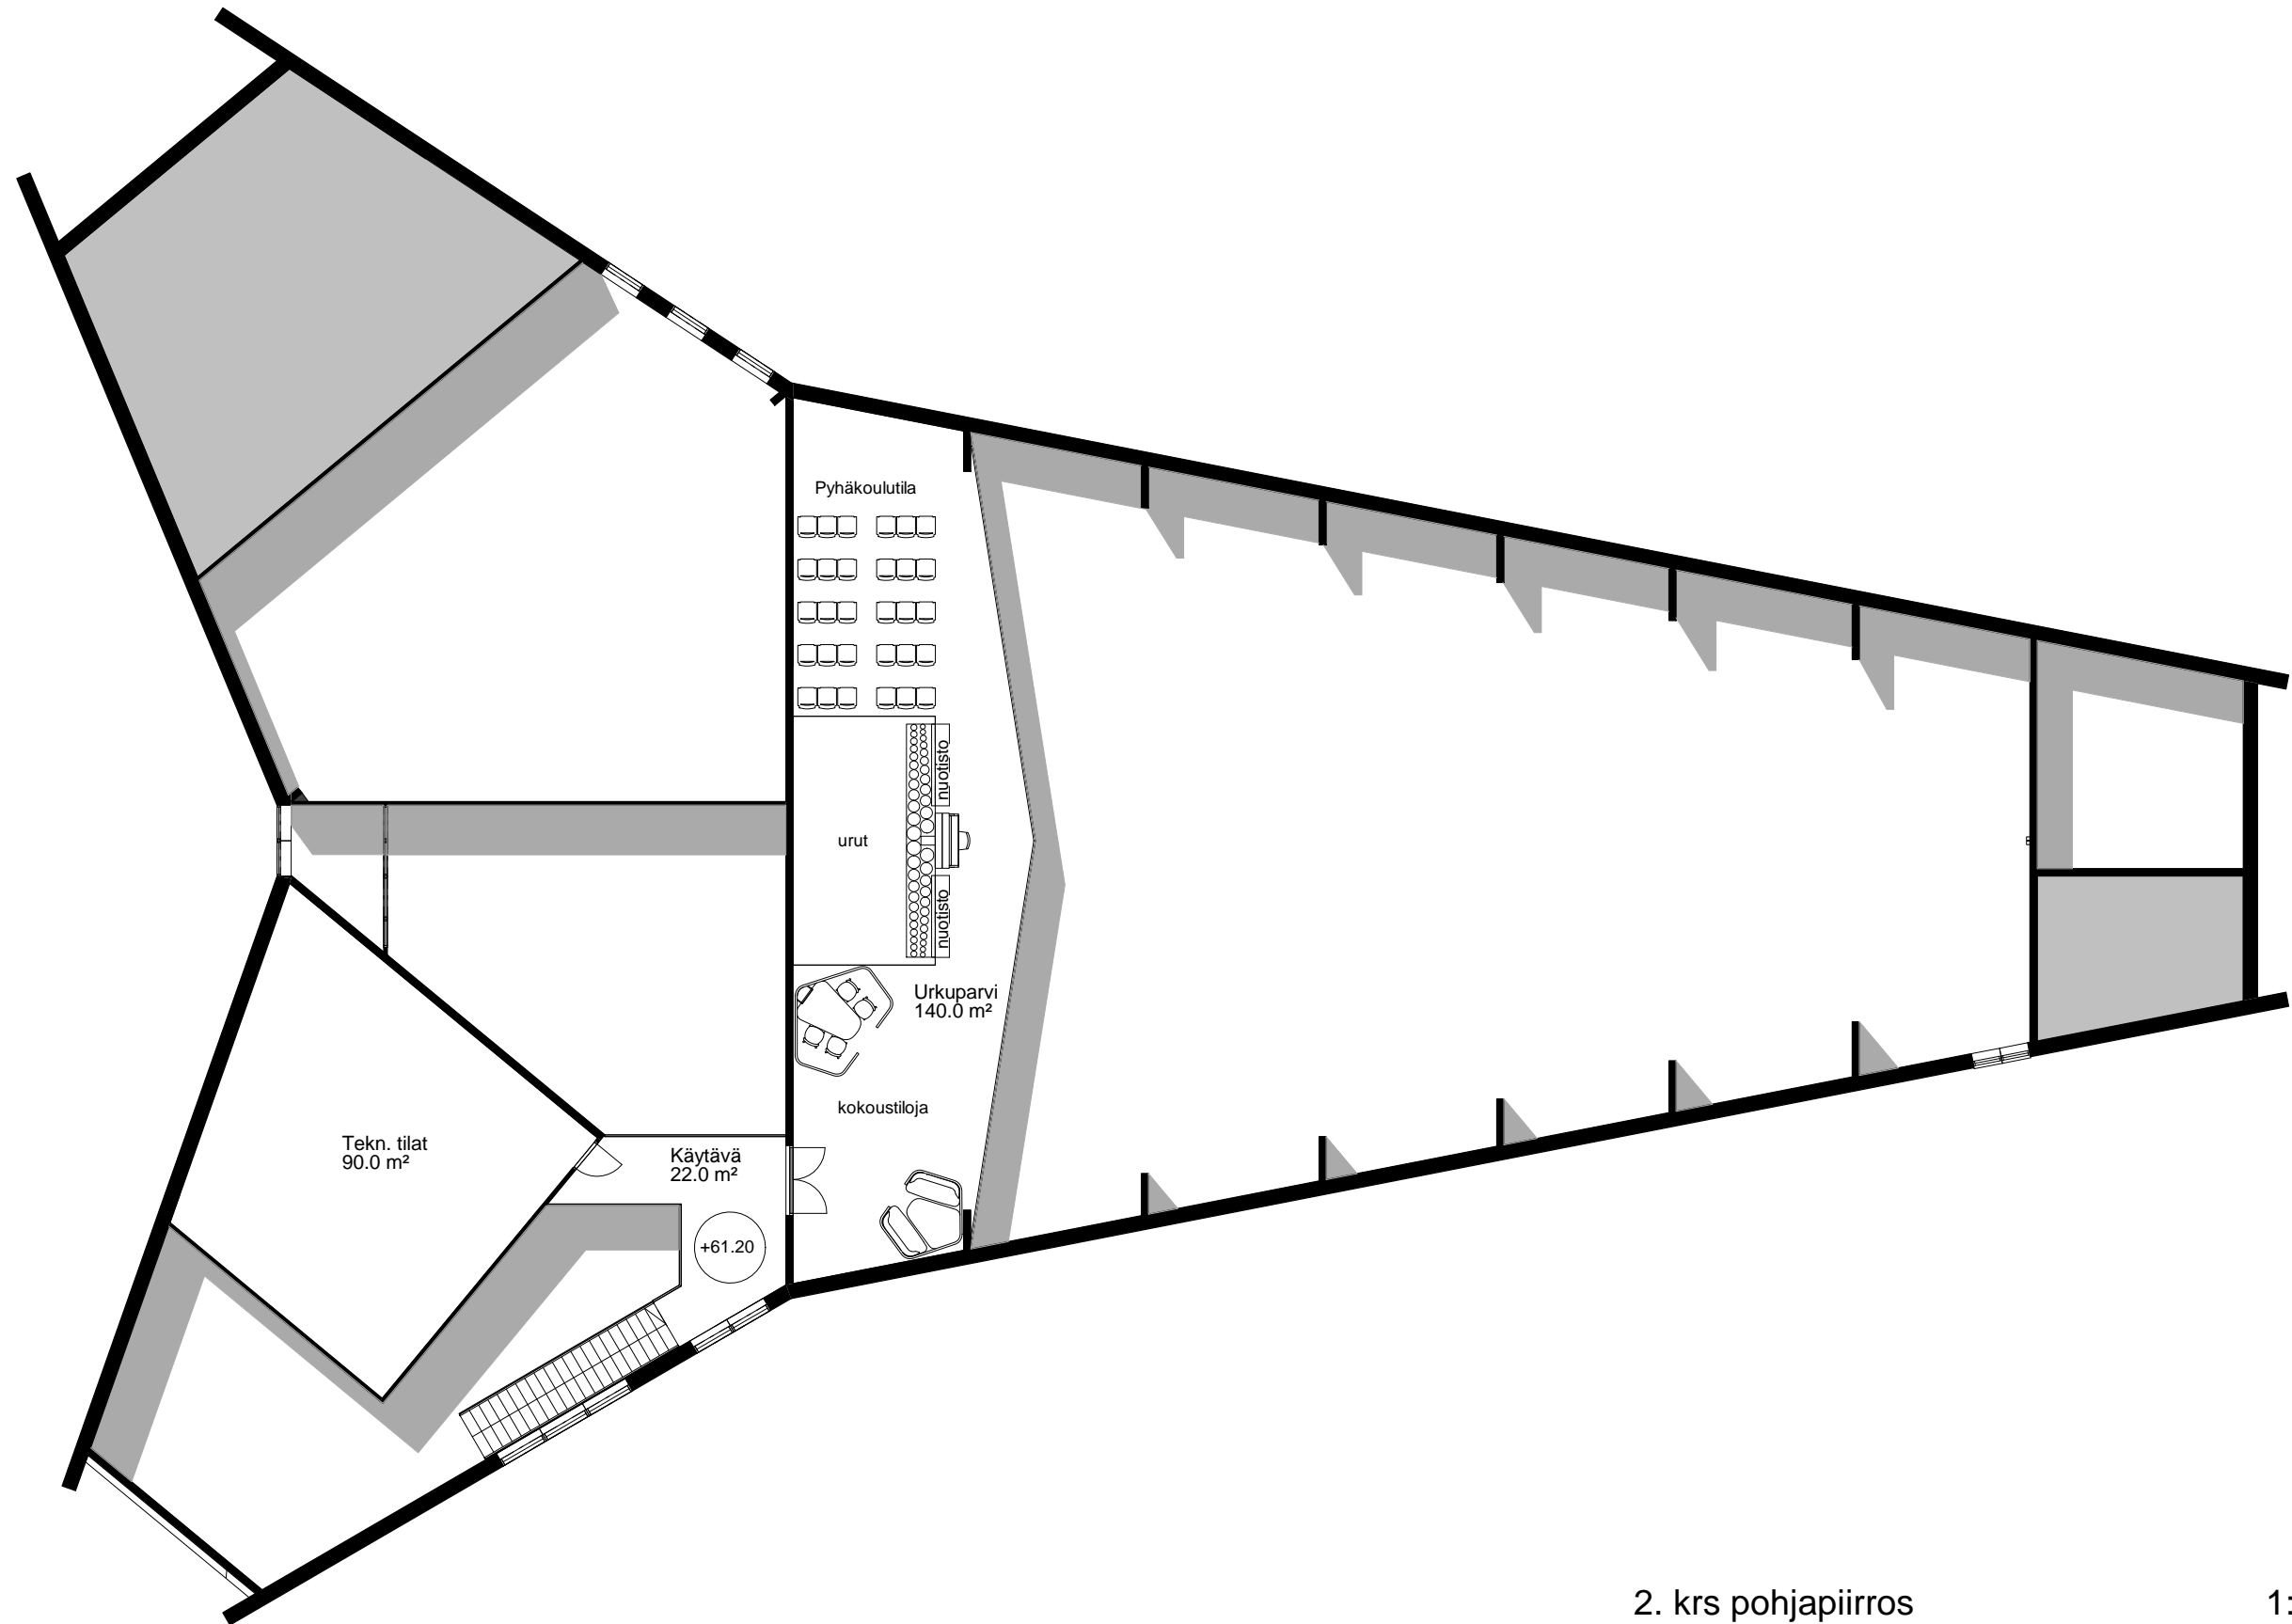 Pyhäkoulutila
nuotisto
urut
nuotisto
Urkuparvi
140.0 m²
kokoustiloja
Tekn. tilat
90.0 m²
Käytävä
22.0 m²
+61.20
2. krs pohjapiirros
1: